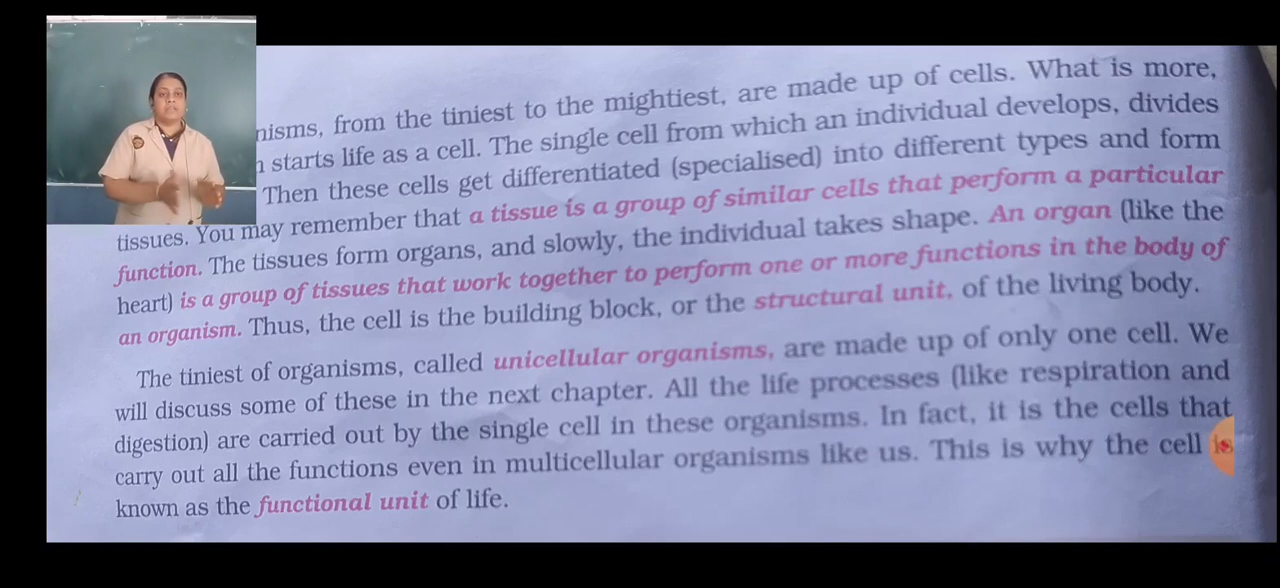 nisms, from the tiniest to the mightiest, are made up of cells. What is more,
starts life as a cell. The single cell from which an individual develops, divides
Then these cells get differentiated (specialised) into different types and form
tissues. You may remember that a tissue is a group of similar cells that perform a particular
function. The tissues form organs, and slowly, the individual takes shape. An organ (like the
heart) is a group of tissues that work together to perform one or more functions in the body of
an organism. Thus, the cell is the building block, or the structural unit, of the living body.
The tiniest of organisms, called unicellular organisms, are made up of only one cell. We
will discuss some of these in the next chapter. All the life processes (like respiration and
digestion) are carried out by the single cell in these organisms. In fact, it is the cells that
carry out all the functions even in multicellular organisms like us. This is why the cell is
known as the functional unit of life.